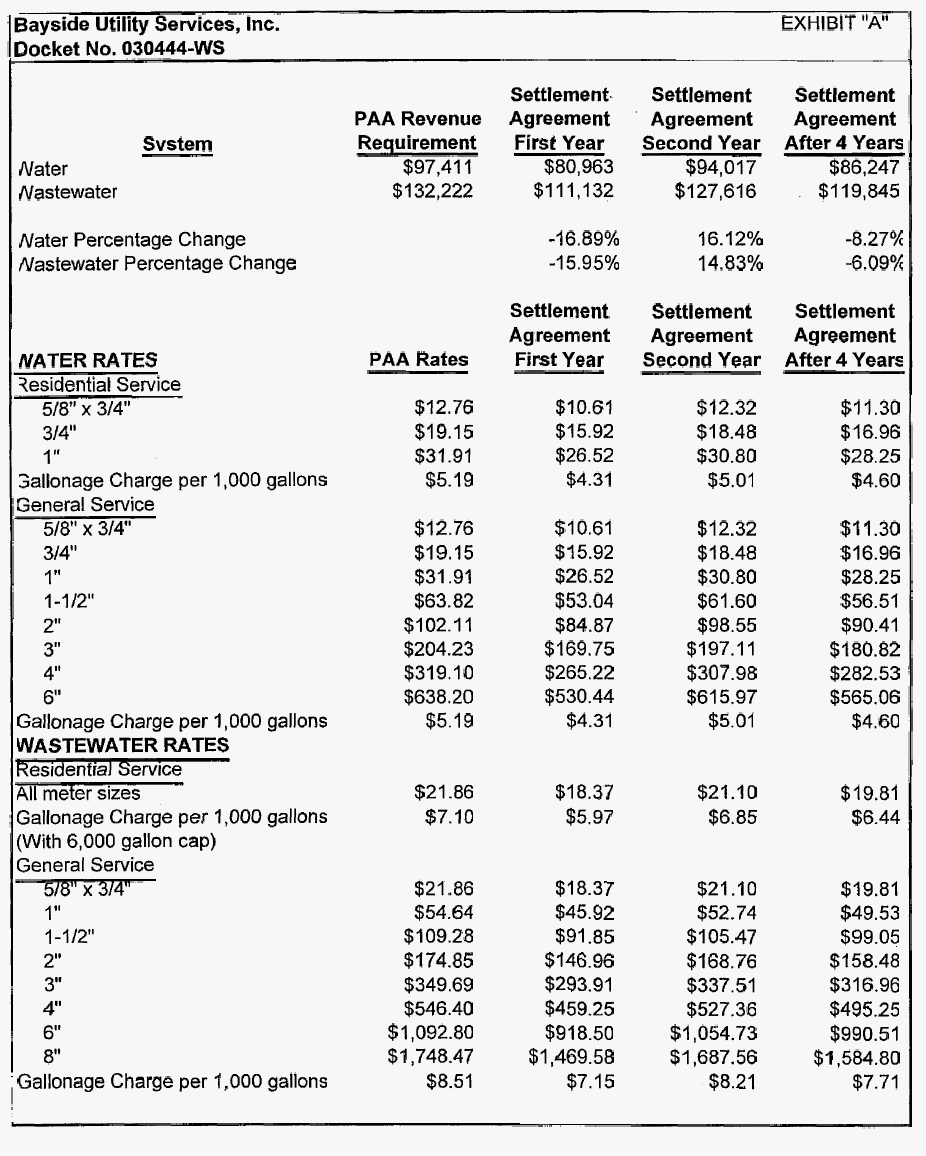 Bayside Utility Services, Inc. EXHIBIT "A"
Docket No. 030444-WS
Settlement Settlement Settlement
PAA Revenue Agreement Agreement Agreement
System Requirement First Year Second Year After 4 Years
Water $97,411 $80,963 $94,017 $86,247
Wastewater $132,222 $111,132 $127,616 $119,845
Water Percentage Change -16.89% 16.12% -8.27%
Wastewater Percentage Change -15.95% 14.83% -6.09%
Settlement Settlement Settlement
Agreement Agreement Agreement
WATER RATES PAA Rates First Year Second Year After 4 Years
Residential Service
5/8" x 3/4" $12.76 $10.61 $12.32 $11.30
3/4" $19.15 $15.92 $18.48 $16.96
1" $31.91 $26.52 $30.80 $28.25
Gallonage Charge per 1,000 gallons $5.19 $4.31 $5.01 $4.60
General Service
5/8" x 3/4" $12.76 $10.61 $12.32 $11.30
3/4" $19.15 $15.92 $18.48 $16.96
1" $31.91 $26.52 $30.80 $28.25
1-1/2" $63.82 $53.04 $61.60 $56.51
2" $102.11 $84.87 $98.55 $90.41
3" $204.23 $169.75 $197.11 $180.82
4" $319.10 $265.22 $307.98 $282.53
6" $638.20 $530.44 $615.97 $565.06
Gallonage Charge per 1,000 gallons $5.19 $4.31 $5.01 $4.60
WASTEWATER RATES
Residential Service
All meter sizes $21.86 $18.37 $21.10 $19.81
Gallonage Charge per 1,000 gallons $7.10 $5.97 $6.85 $6.44
(With 6,000 gallon cap)
General Service
5/8" x 3/4" $21.86 $18.37 $21.10 $19.81
1" $54.64 $45.92 $52.74 $49.53
1-1/2" $109.28 $91.85 $105.47 $99.05
2" $174.85 $146.96 $168.76 $158.48
3" $349.69 $293.91 $337.51 $316.96
4" $546.40 $459.25 $527.36 $495.25
6" $1,092.80 $918.50 $1,054.73 $990.51
8" $1,748.47 $1,469.58 $1,687.56 $1,584.80
Gallonage Charge per 1,000 gallons $8.51 $7.15 $8.21 $7.71